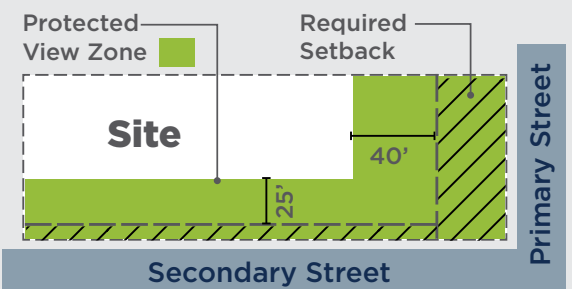 Protected
View Zone
Required
Setback
Site
40’
25’
Primary Street
Secondary Street